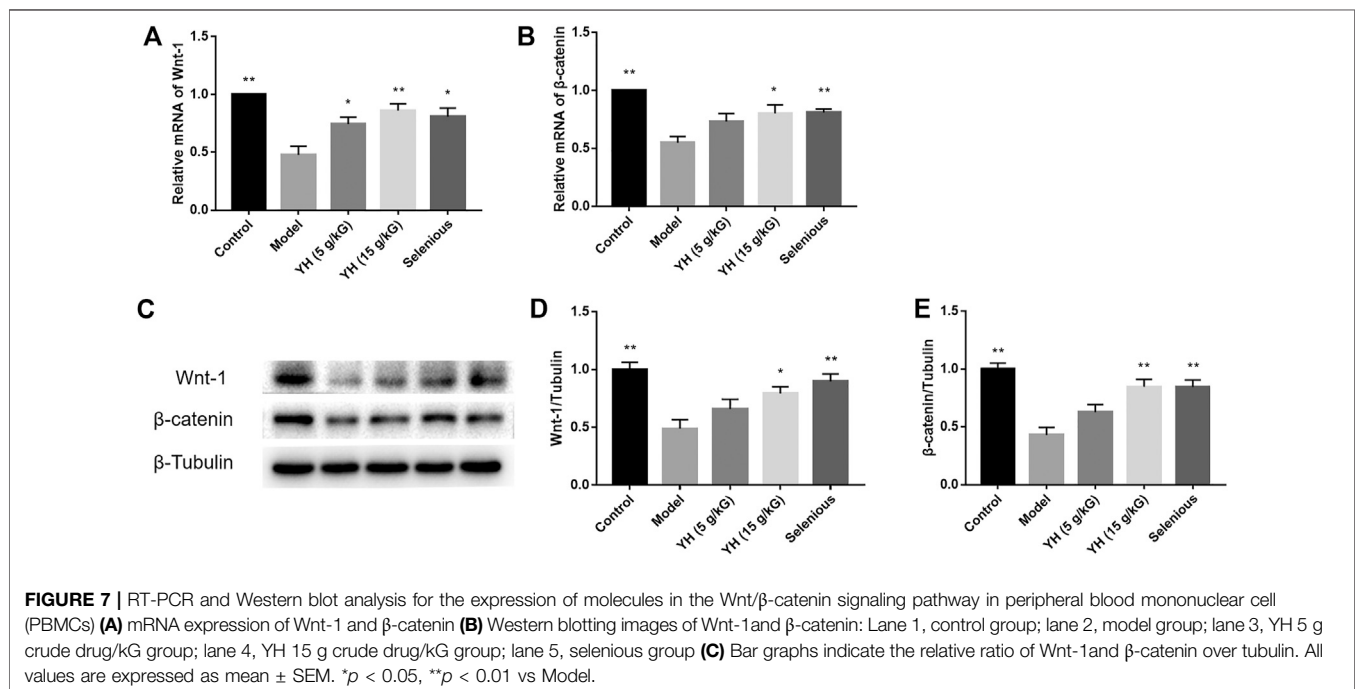 A
Relative mRNA of Wnt-1
1.5
1.0
0.5
0.0
**
*
**
*
Control
Model
YH (5 g/kG)
YH (15 g/kG)
Selenious
B
Relative mRNA of β-catenin
1.5
1.0
0.5
0.0
**
*
**
Control
Model
YH (5 g/kG)
YH (15 g/kG)
Selenious
C
Wnt-1
β-catenin
β-Tubulin
D
Wnt-1/Tubulin
1.5
1.0
0.5
0.0
**
*
**
Control
Model
YH (5 g/kG)
YH (15 g/kG)
Selenious
E
β-catenin/Tubulin
1.5
1.0
0.5
0.0
**
**
**
Control
Model
YH (5 g/kG)
YH (15 g/kG)
Selenious
FIGURE 7 | RT-PCR and Western blot analysis for the expression of molecules in the Wnt/β-catenin signaling pathway in peripheral blood mononuclear cell
(PBMCs) (A) mRNA expression of Wnt-1 and β-catenin (B) Western blotting images of Wnt-1and β-catenin: Lane 1, control group; lane 2, model group; lane 3, YH 5 g
crude drug/kG group; lane 4, YH 15 g crude drug/kG group; lane 5, selenious group (C) Bar graphs indicate the relative ratio of Wnt-1and β-catenin over tubulin. All
values are expressed as mean ± SEM. *p < 0.05, **p < 0.01 vs Model.